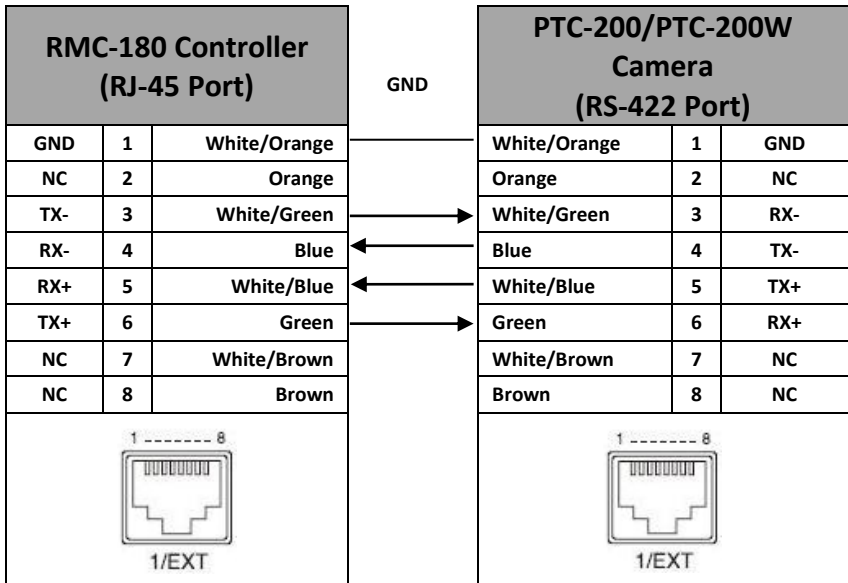 RMC-180 Controller
(RJ-45 Port)
GND
PTC-200/PTC-200W
Camera
(RS-422 Port)
GND 1 White/Orange White/Orange 1 GND
NC 2 Orange Orange 2 NC
TX- 3 White/Green White/Green 3 RX-
RX- 4 Blue Blue 4 TX-
RX+ 5 White/Blue White/Blue 5 TX+
TX+ 6 Green Green 6 RX+
NC 7 White/Brown White/Brown 7 NC
NC 8 Brown Brown 8 NC
1 ------- 8
1/EXT
1 ------- 8
1/EXT